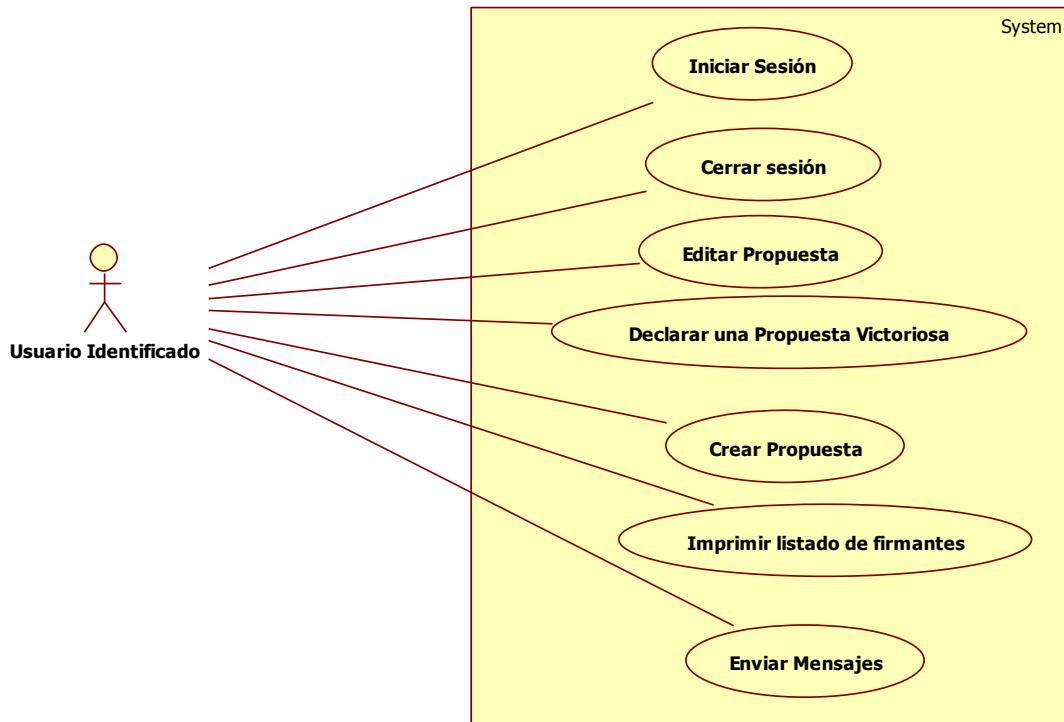 System
Iniciar Sesión
Cerrar sesión
Editar Propuesta
Declarar una Propuesta Victoriosa
Usuario Identificado
Crear Propuesta
Imprimir listado de firmantes
Enviar Mensajes